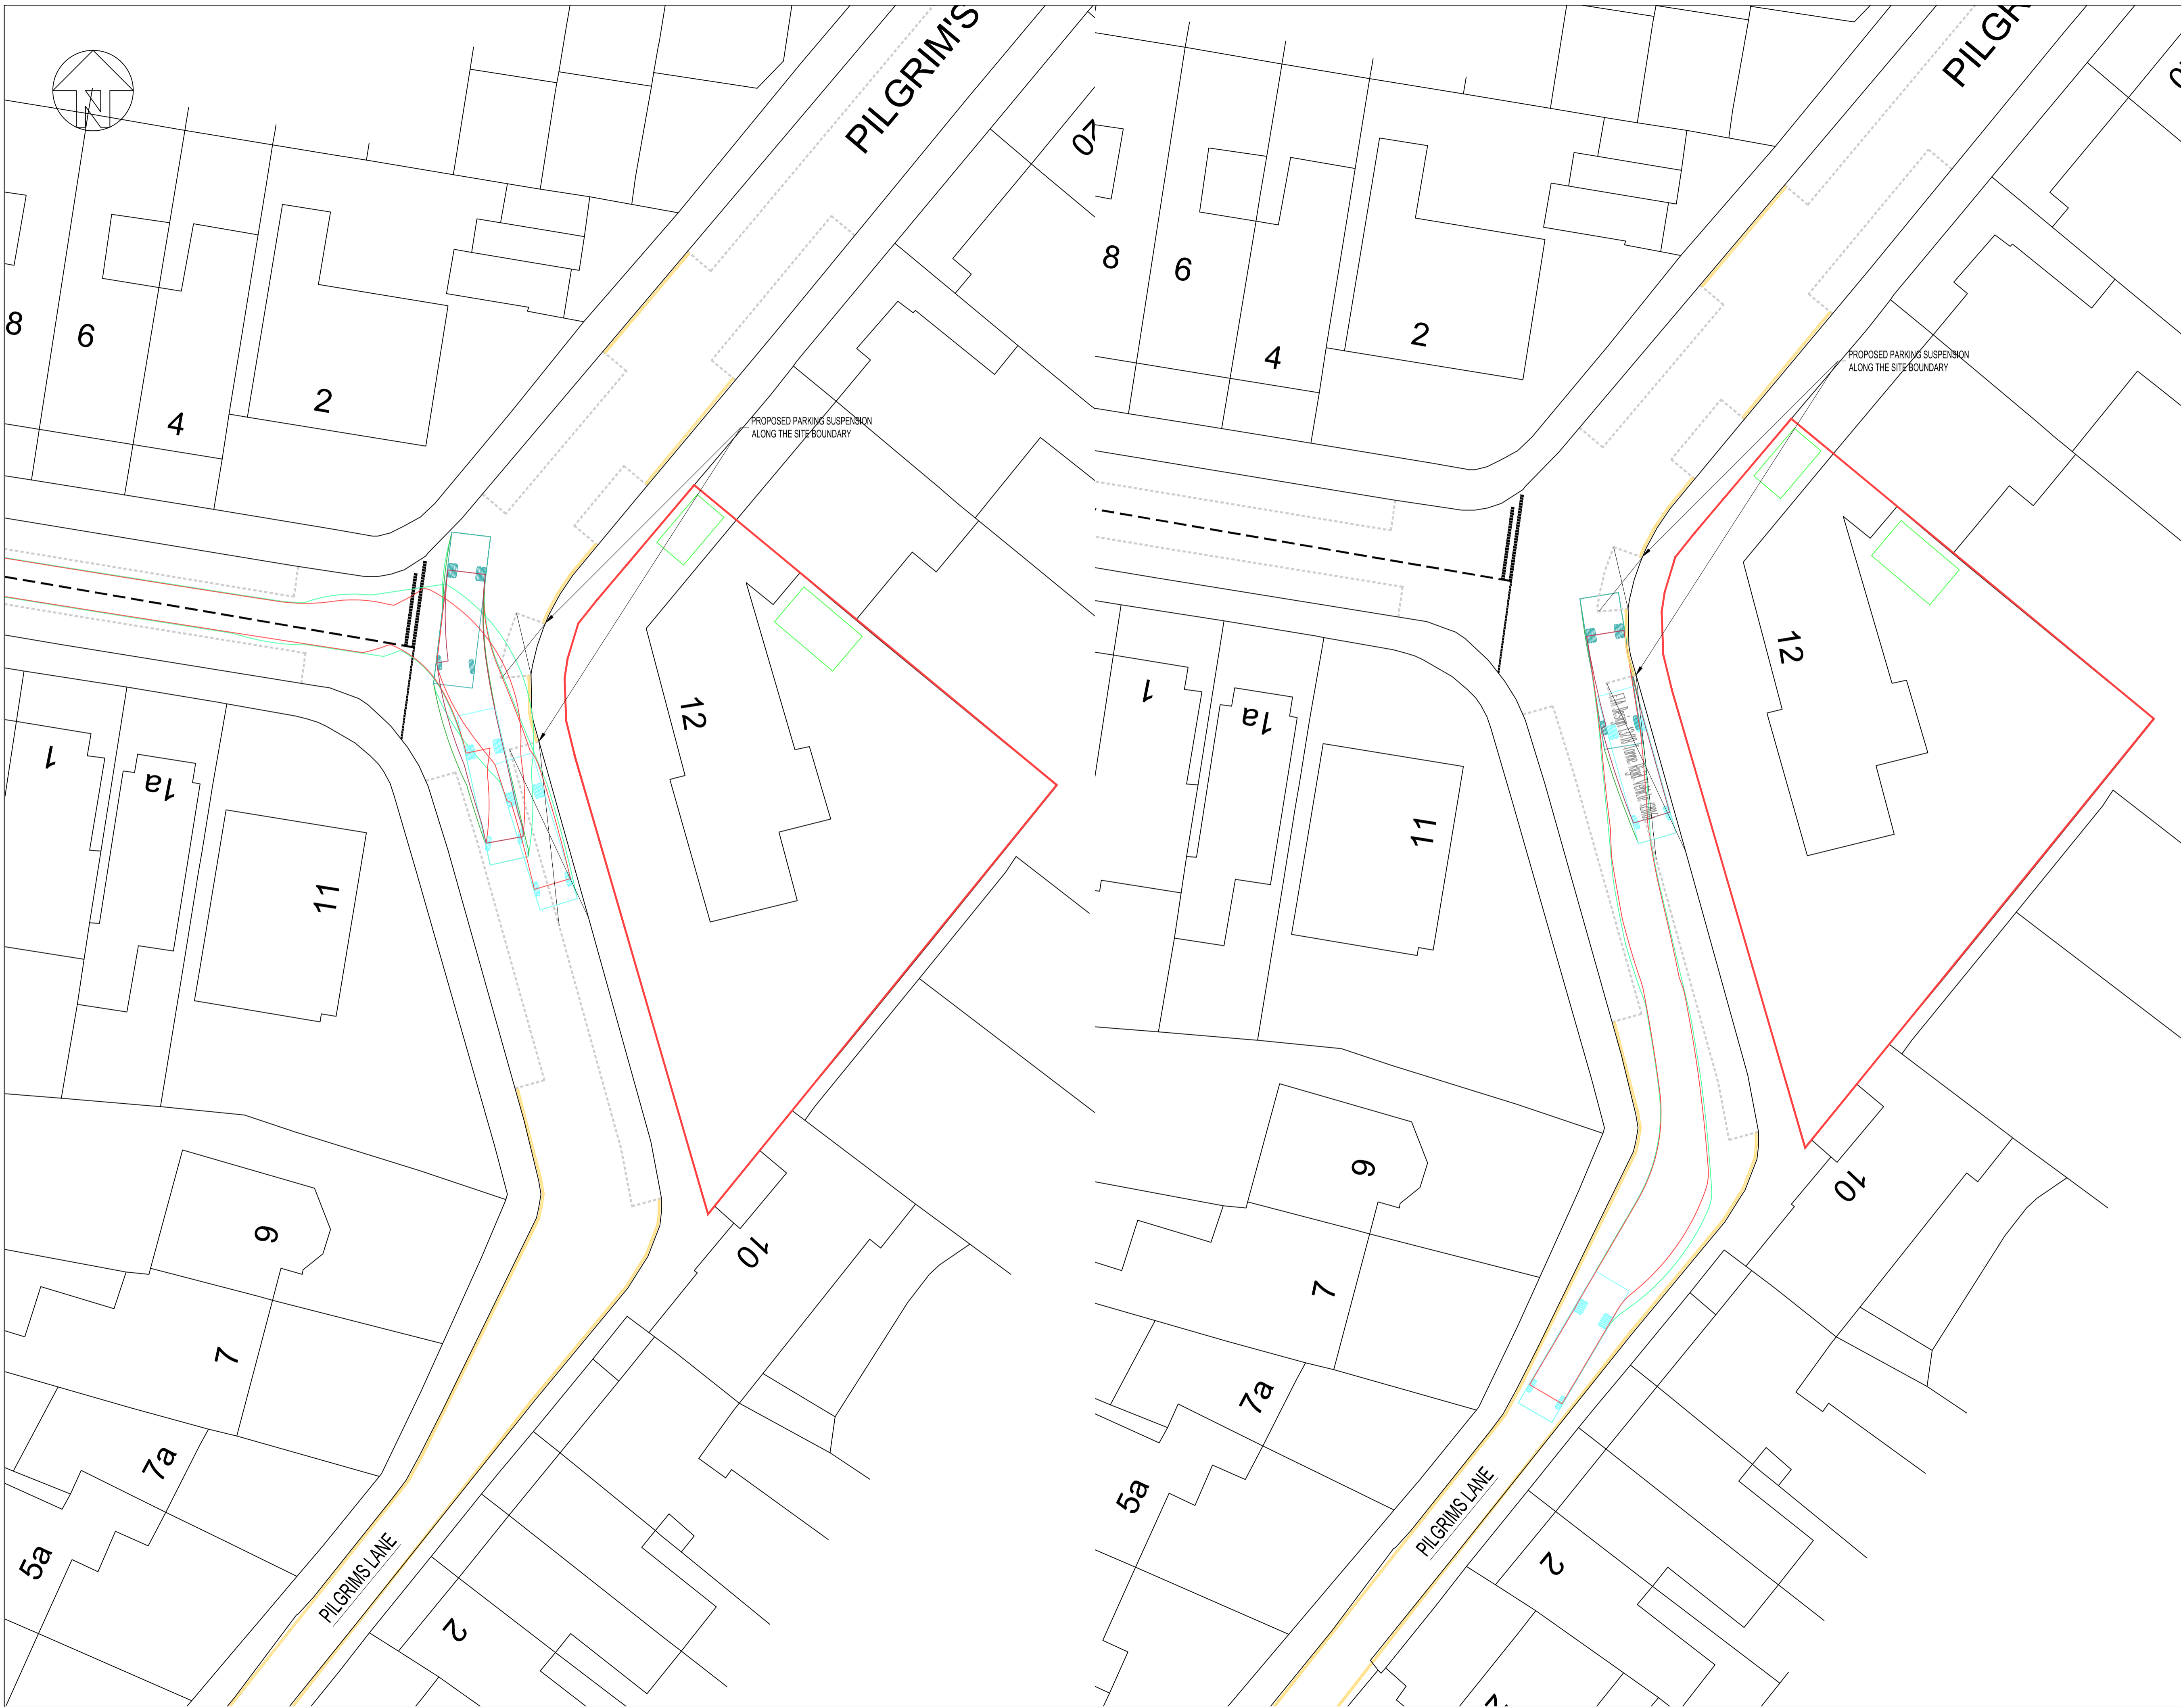 N
PILGRIM'S
8
6
4
2
PROPOSED PARKING SUSPENSION
ALONG THE SITE BOUNDARY
12
1
1a
11
9
7
7a
5a
10
PILGRIMS LANE
2
PILGR
20
8
6
4
2
PROPOSED PARKING SUSPENSION
ALONG THE SITE BOUNDARY
12
1
1a
11
9
7
7a
5a
10
PILGRIMS LANE
2